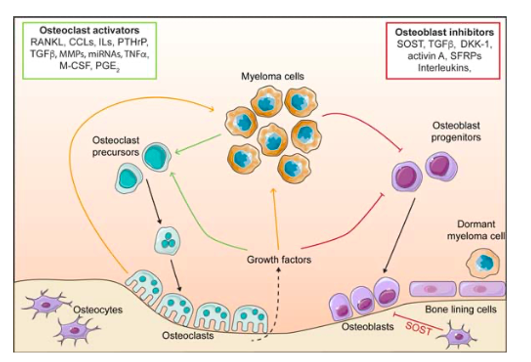 Osteoclast activators
RANKL, CCLs, ILs, PTHrP,
TGFβ, MMPs, miRNAs, TNFα,
M-CSF, PGE2
Osteoblast inhibitors
SOST, TGFβ, DKK-1,
activin A, SFRPs
Interleukins,
Myeloma cells
Osteoclast
precursors
Osteoblast
progenitors
Dormant
myeloma cell
Growth factors
Osteocytes
Osteoclasts
Osteoblasts
Bone lining cells
SOST